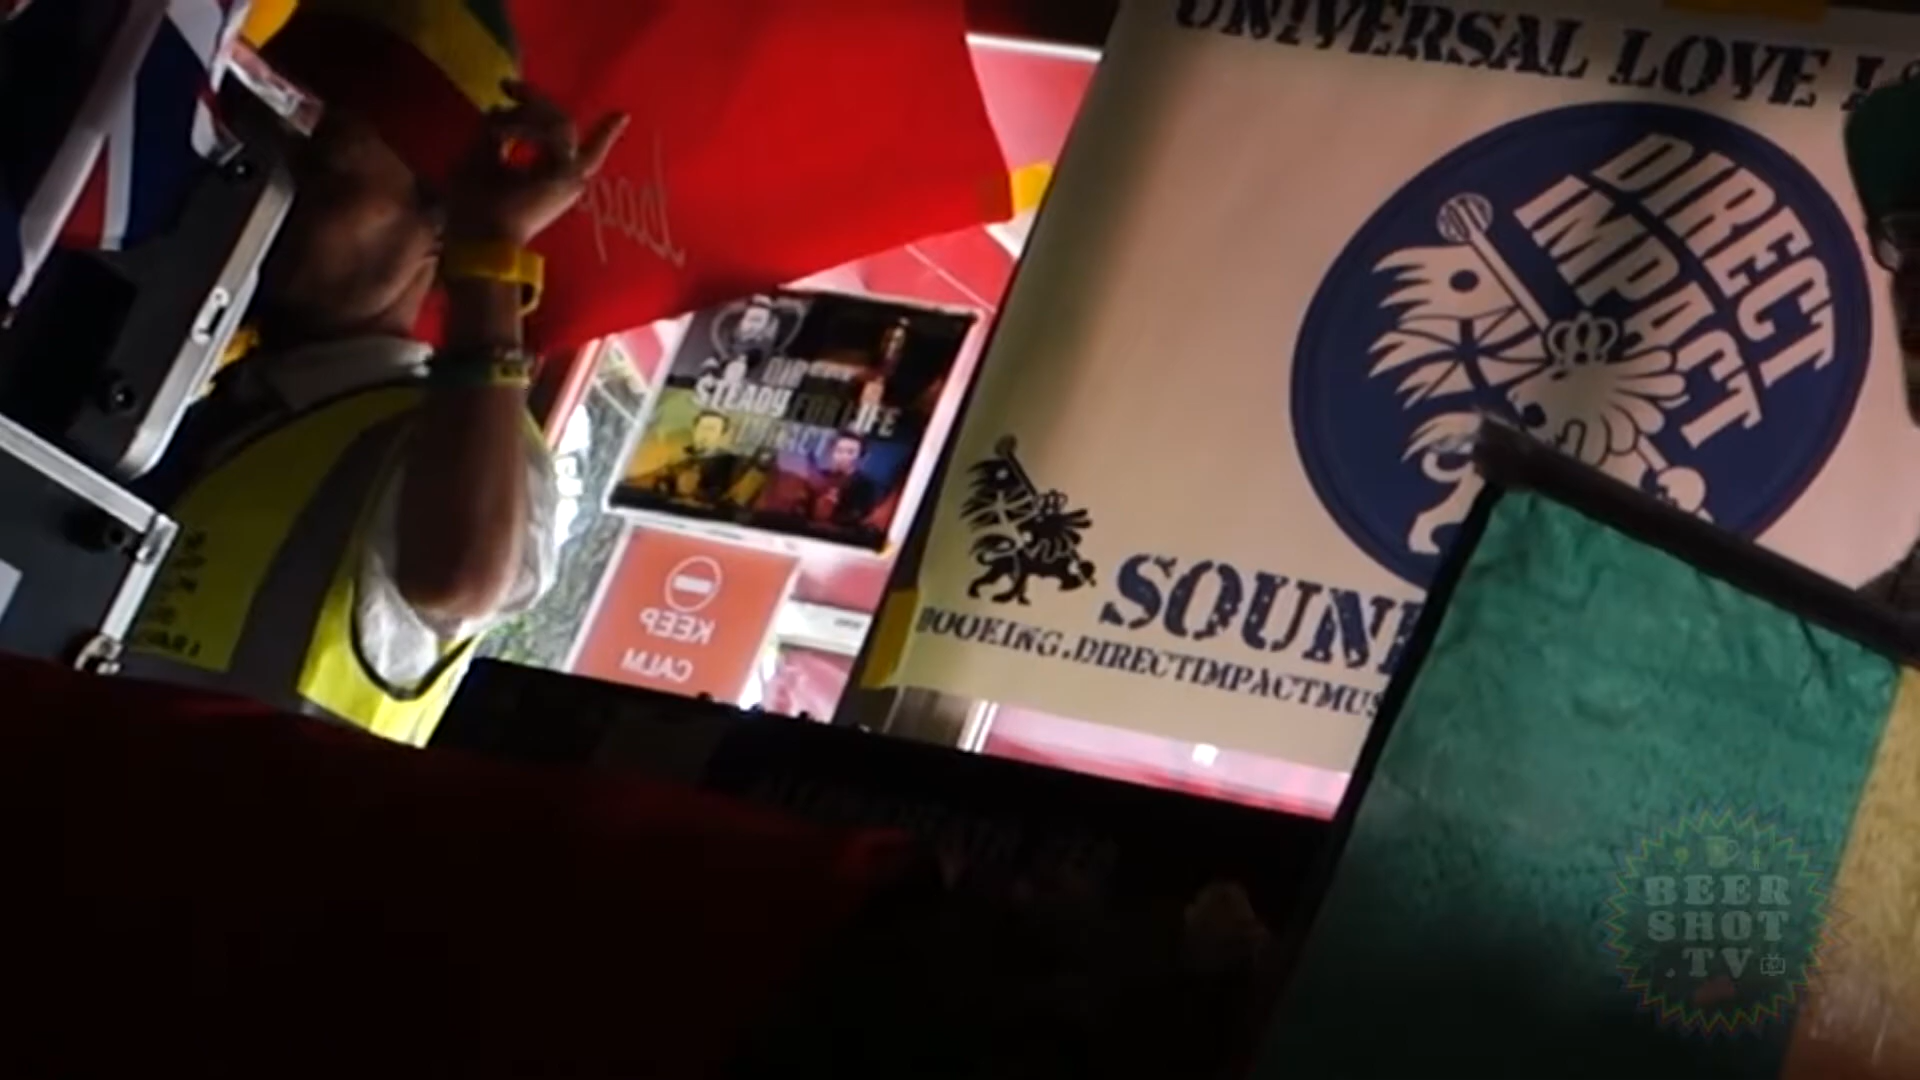 UNIVERSAL LOVE
DIRECT
IMPACT
STEADY FOR LIFE
KEEP
CALM
SOUN
BOOKING.DIRECTIMPACTMUS
BEER
SHOT
.TV